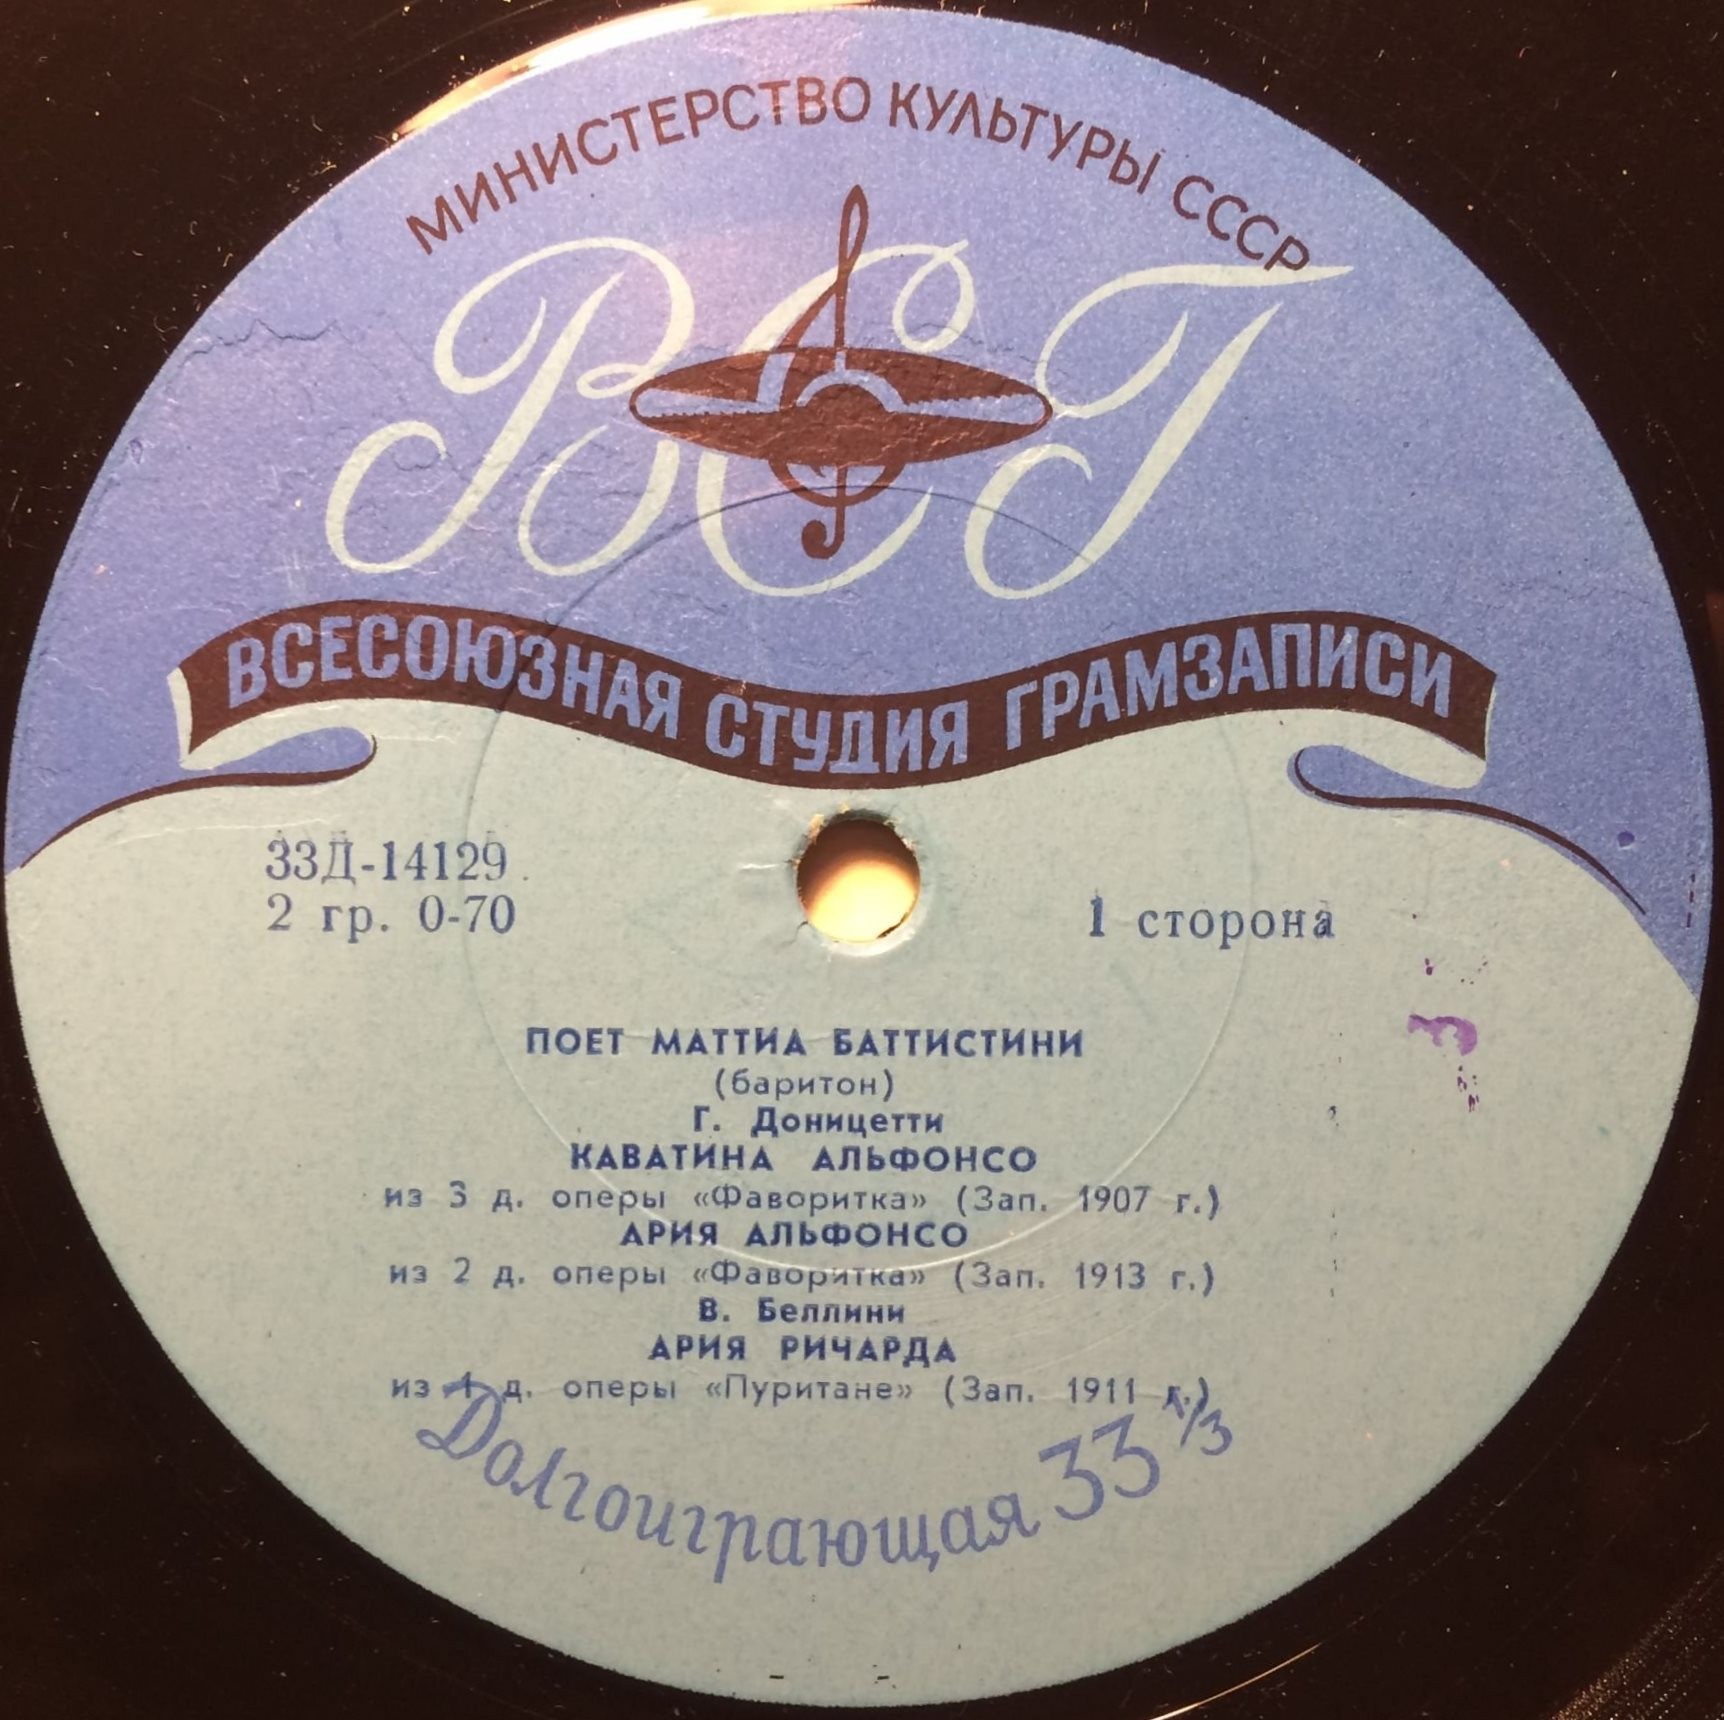 МИНИСТЕРСТВО КУЛЬТУРЫ СССР
ВСГ
ВСЕСОЮЗНАЯ СТУДИЯ ГРАМЗАПИСИ
33Д-14129
2 гр. 0-70
1 сторона
ПОЕТ МАТТИА БАТТИСТИНИ
(баритон)
Г. Доницетти
КАВАТИНА АЛЬФОНСО
из 3 д. оперы «Фаворитка» (Зап. 1907 г.)
АРИЯ АЛЬФОНСО
из 2 д. оперы «Фаворитка» (Зап. 1913 г.)
В. Беллини
АРИЯ РИЧАРДА
из 1 д. оперы «Пуритане» (Зап. 1911 г.)
Долгоиграющая 33 1/3